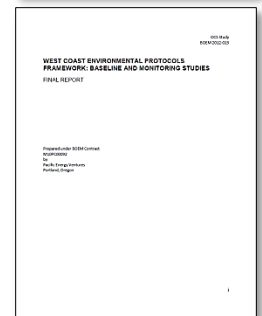 OCS Study
BOEM 2012-013
WEST COAST ENVIRONMENTAL PROTOCOLS
FRAMEWORK: BASELINE AND MONITORING STUDIES
FINAL REPORT
Prepared under BOEM Contract
by
Pacific Energy Ventures
Portland, Oregon